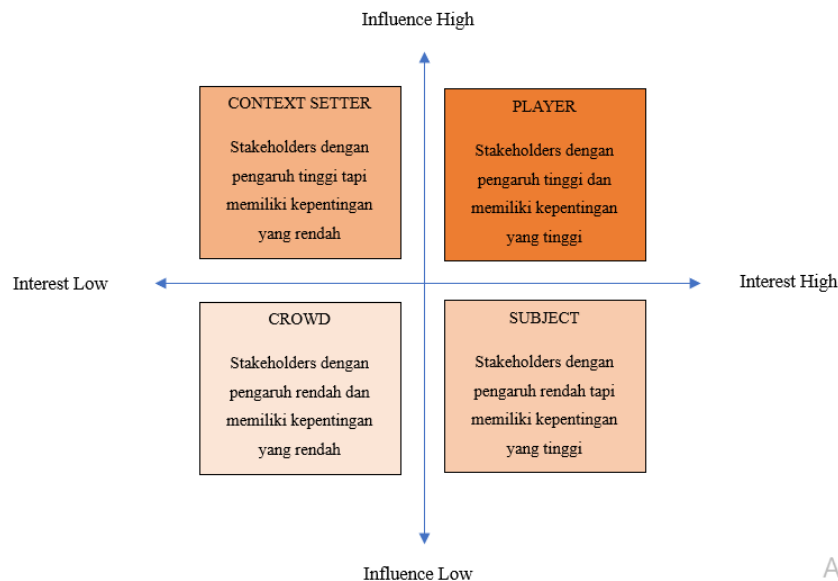 Influence High
CONTEXT SETTER
Stakeholders dengan
pengaruh tinggi tapi
memiliki kepentingan
yang rendah
PLAYER
Stakeholders dengan
pengaruh tinggi dan
memiliki kepentingan
yang tinggi
Interest Low
Interest High
CROWD
Stakeholders dengan
pengaruh rendah dan
memiliki kepentingan
yang rendah
SUBJECT
Stakeholders dengan
pengaruh rendah tapi
memiliki kepentingan
yang tinggi
Influence Low
A